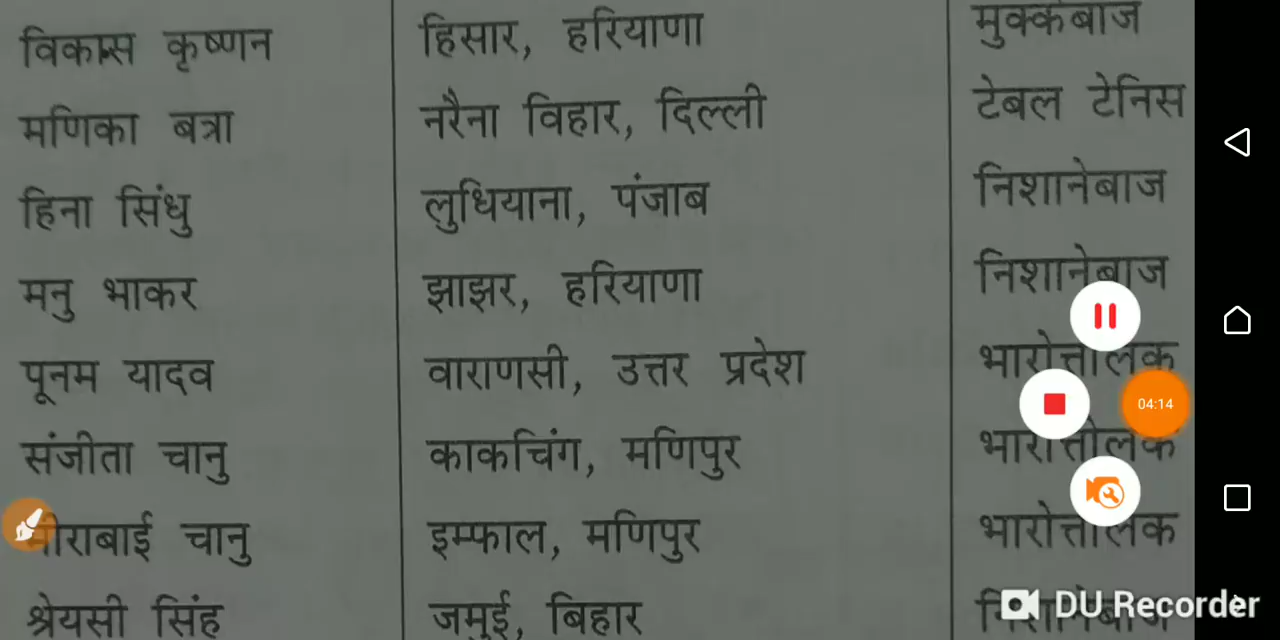 विकास कृष्णन हिसार, हरियाणा मुक्केबाज
मणिका बत्रा नरैना विहार, दिल्ली टेबल टेनिस
हिना सिंधु लुधियाना, पंजाब निशानेबाज
मनु भाकर झाझर, हरियाणा निशानेबाज
पूनम यादव वाराणसी, उत्तर प्रदेश भारोत्तोलक
04:14
संजीता चानु काकचिंग, मणिपुर भारोत्तोलक
मीराबाई चानु इम्फाल, मणिपुर भारोत्तोलक
श्रेयसी सिंह जमुई, बिहार निशानेबाज
DU Recorder